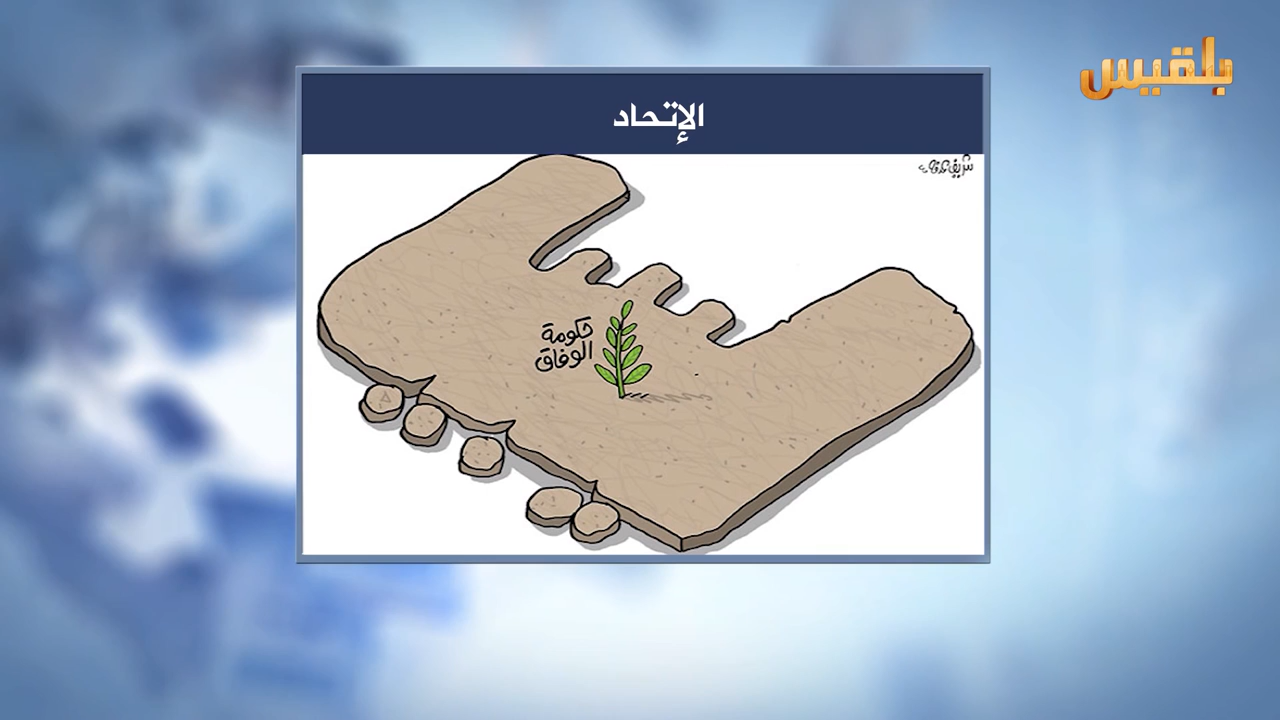 بلقيس
الإتحاد
حكومة
الوفاق